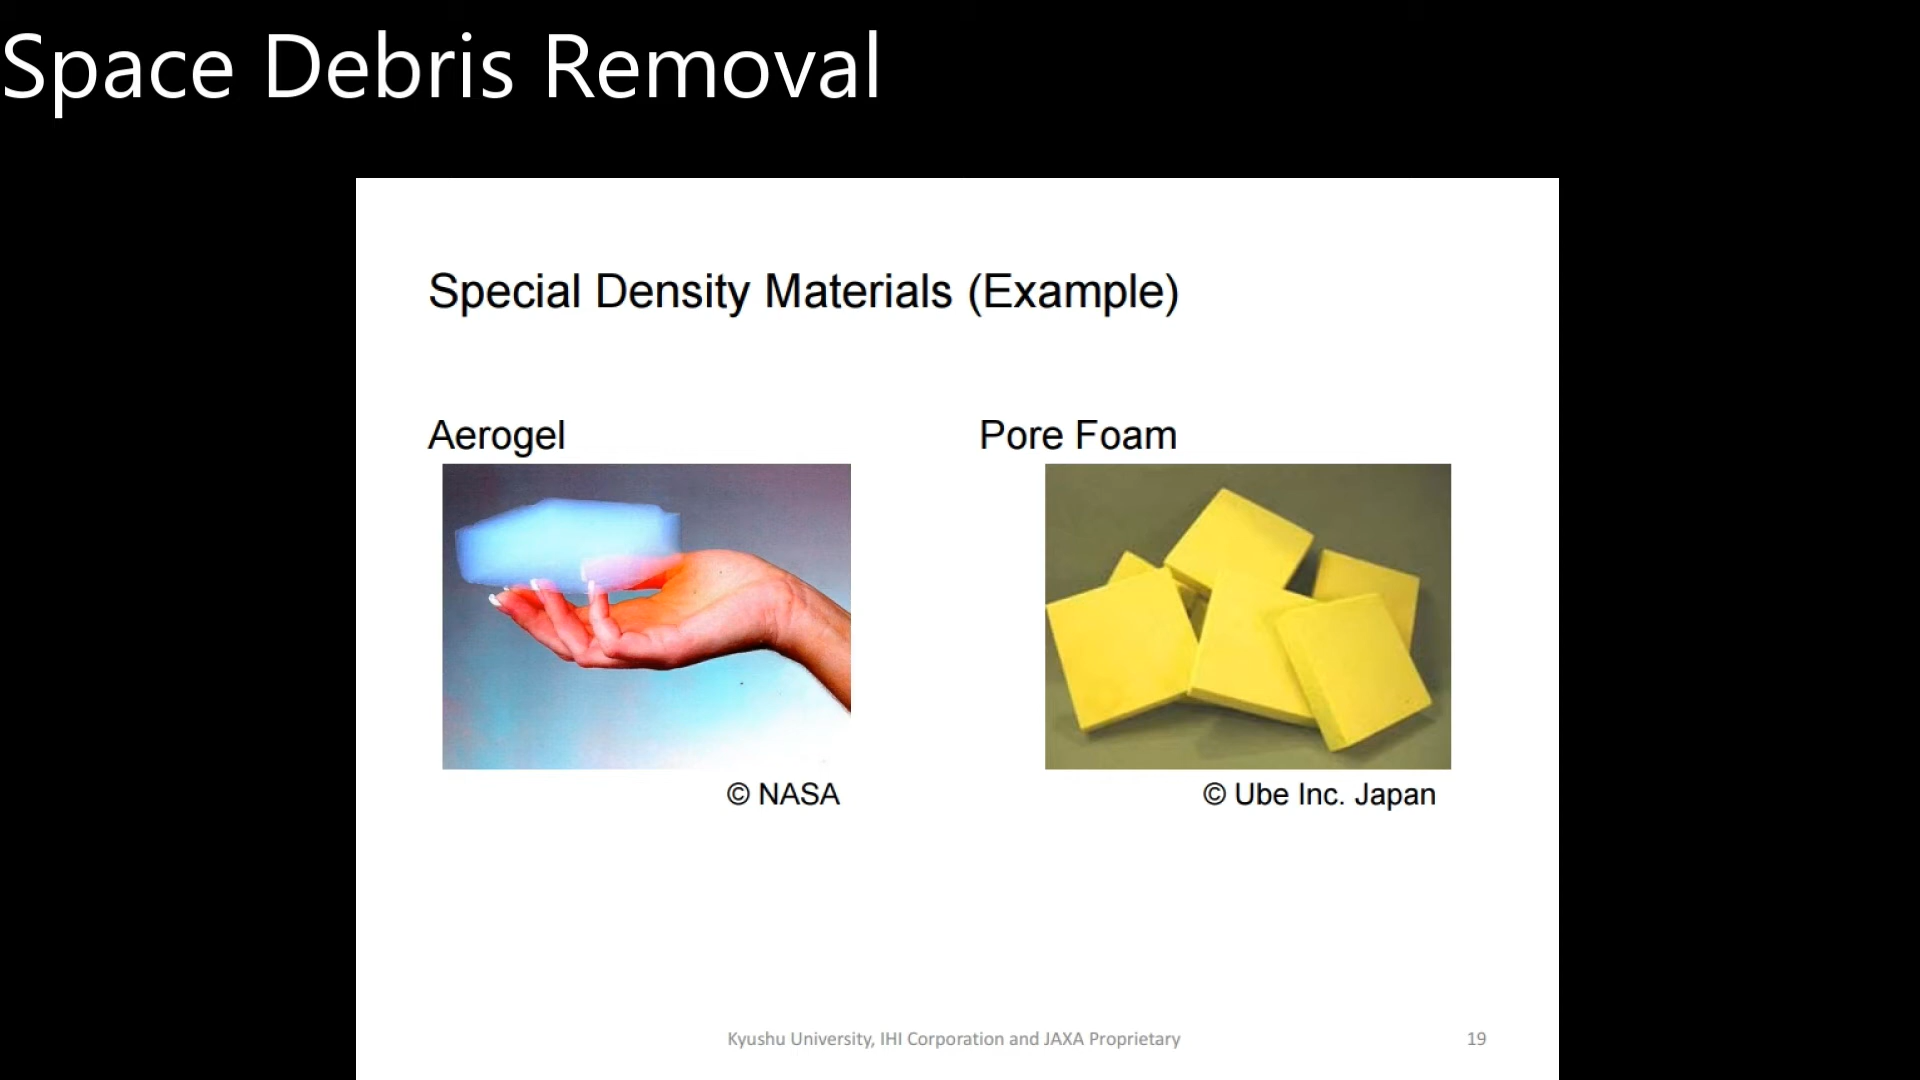 Space Debris Removal
Special Density Materials (Example)
Aerogel
Pore Foam
© NASA
© Ube Inc. Japan
Kyushu University, IHI Corporation and JAXA Proprietary
19